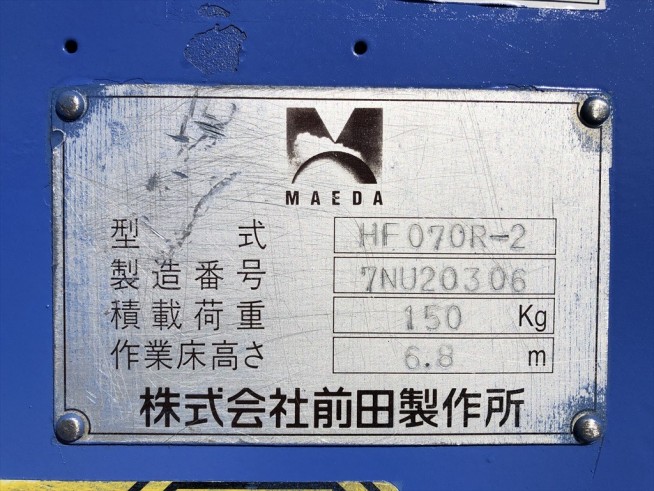 MAEDA
型式 HF070R-2
製造番号 7NU20306
積載荷重 150 Kg
作業床高さ 6.8 m
株式会社前田製作所